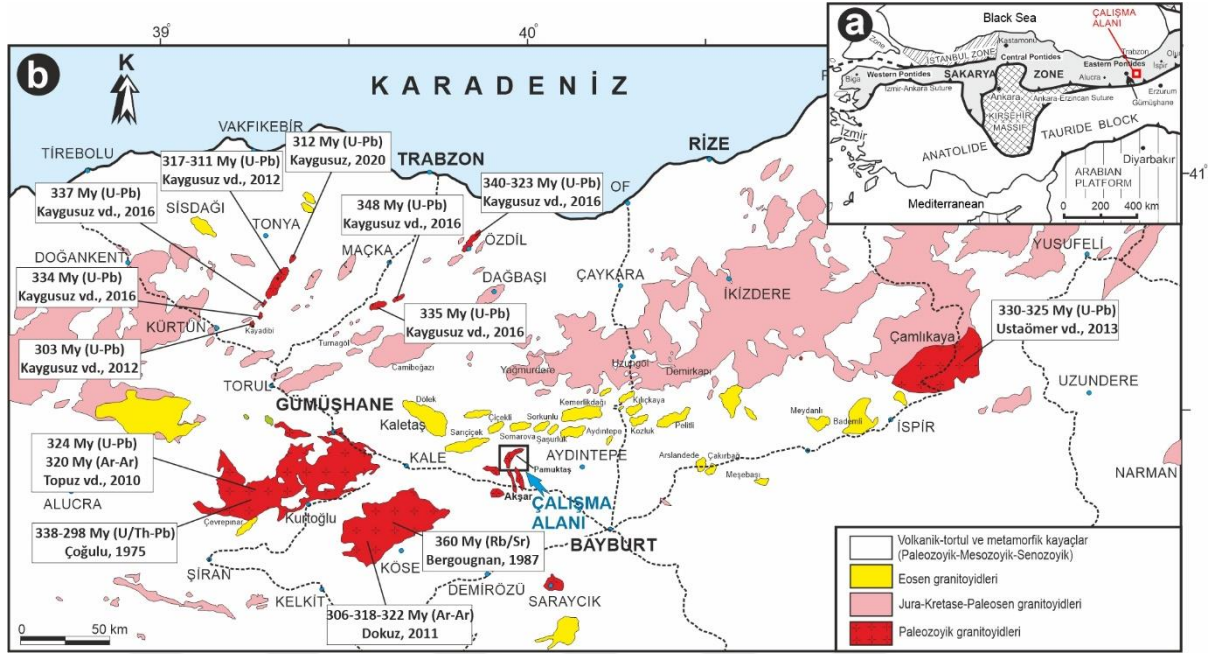 39
40
b
K
KARADENİZ
VAKFIKEBİR
TİREBOLU
317-311 My (U-Pb)
Kaygusuz vd., 2012
312 My (U-Pb)
Kaygusuz, 2020
TRABZON
RİZE
OF
337 My (U-Pb)
Kaygusuz vd., 2016
SİSDAĞI
TONYA
348 My (U-Pb)
Kaygusuz vd., 2016
340-323 My (U-Pb)
Kaygusuz vd., 2016
MAÇKA
ÖZDİL
DOĞANKENT
DAĞBAŞI
ÇAYKARA
İKİZDERE
YUSUFELİ
334 My (U-Pb)
Kaygusuz vd., 2016
KÜRTÜN
Kayadibi
335 My (U-Pb)
Kaygusuz vd., 2016
330-325 My (U-Pb)
Ustaömer vd., 2013
Çamlıkaya
303 My (U-Pb)
Kaygusuz vd., 2012
Turnagöl
Camiboğazı
Yağmurdere
Uzungöl
Demirkapı
TORUL
UZUNDERE
GÜMÜŞHANE
Dölek
Kaletaş
Sarıçiçek
Çiçekli
Sorkunlu
Kemerlikdağı
Kılıçkaya
Somarova
Şaşurluk
Aydıntepe
Kozluk
Pelitli
Meydanlı
Bademli
İSPİR
324 My (U-Pb)
320 My (Ar-Ar)
Topuz vd., 2010
KALE
Pamuktaş
AYDINTEPE
Arslandede
Çakırbağ
Meşebaşı
NARMAN
ALUCRA
Akşar
ÇALIŞMA
ALANI
338-298 My (U/Th-Pb)
Çoğulu, 1975
Çevrepınar
Kurtoğlu
360 My (Rb/Sr)
Bergougnan, 1987
BAYBURT
ŞİRAN
KÖSE
DEMİRÖZÜ
KELKİT
SARAYCIK
306-318-322 My (Ar-Ar)
Dokuz, 2011
0 50 km
41°
a
Black Sea
ÇALIŞMA
ALANI
Zone
Kastamonu
İSTANBUL ZONE
Central Pontides
Trabzon
Eastern Pontides
İspir
Biga
Western Pontides
SAKARYA
ZONE
Alucra
İzmir-Ankara Suture
Ankara
Ankara-Erzincan Suture
Erzurum
Gümüşhane
KIRŞEHİR
MASSIF
İzmir
TAURIDE BLOCK
ANATOLIDE
Diyarbakır
ARABIAN
PLATFORM
Mediterranean
0 200 400 km
Volkanik-tortul ve metamorfik kayaçlar
(Paleozoyik-Mesozoyik-Senozoyik)
Eosen granitoyidleri
Jura-Kretase-Paleosen granitoyidleri
Paleozoyik granitoyidleri